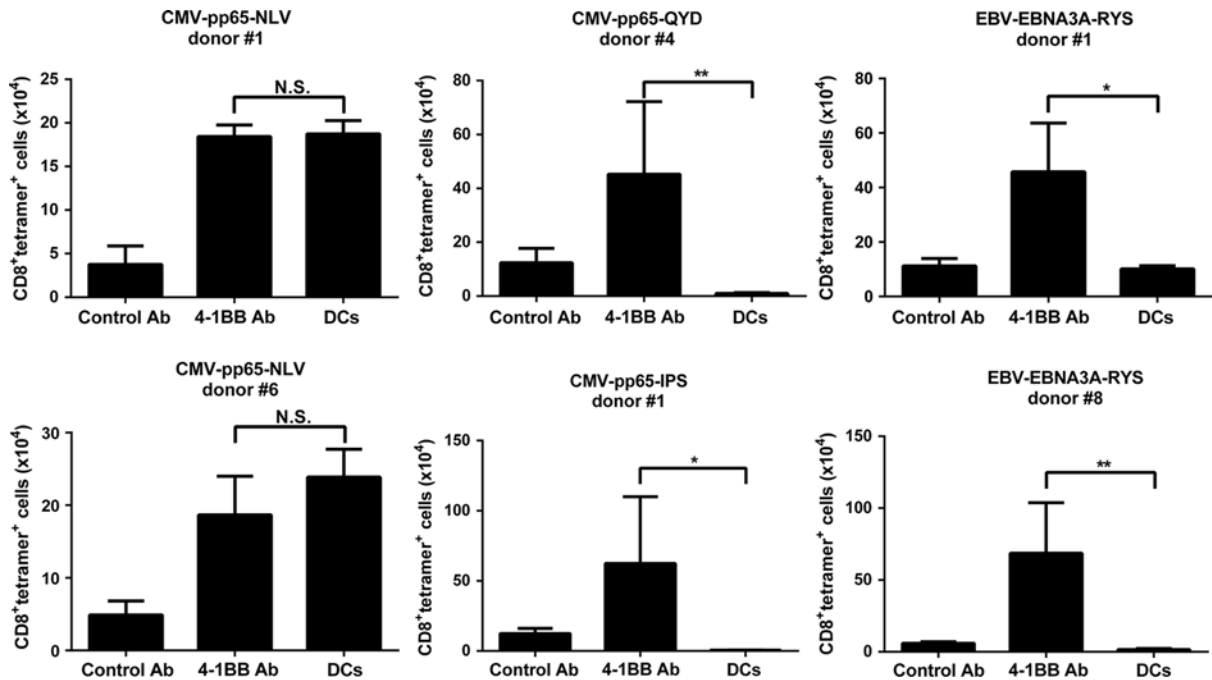 CMV-pp65-NLV
donor #1
CD8⁺tetramer⁺ cells (x10⁴)
25
20
15
10
5
0
N.S.
Control Ab 4-1BB Ab DCs
CMV-pp65-QYD
donor #4
CD8⁺tetramer⁺ cells (x10⁴)
80
60
40
20
0
**
Control Ab 4-1BB Ab DCs
EBV-EBNA3A-RYS
donor #1
CD8⁺tetramer⁺ cells (x10⁴)
80
60
40
20
0
*
Control Ab 4-1BB Ab DCs
CMV-pp65-NLV
donor #6
CD8⁺tetramer⁺ cells (x10⁴)
30
20
10
0
N.S.
Control Ab 4-1BB Ab DCs
CMV-pp65-IPS
donor #1
CD8⁺tetramer⁺ cells (x10⁴)
150
100
50
0
*
Control Ab 4-1BB Ab DCs
EBV-EBNA3A-RYS
donor #8
CD8⁺tetramer⁺ cells (x10⁴)
150
100
50
0
**
Control Ab 4-1BB Ab DCs